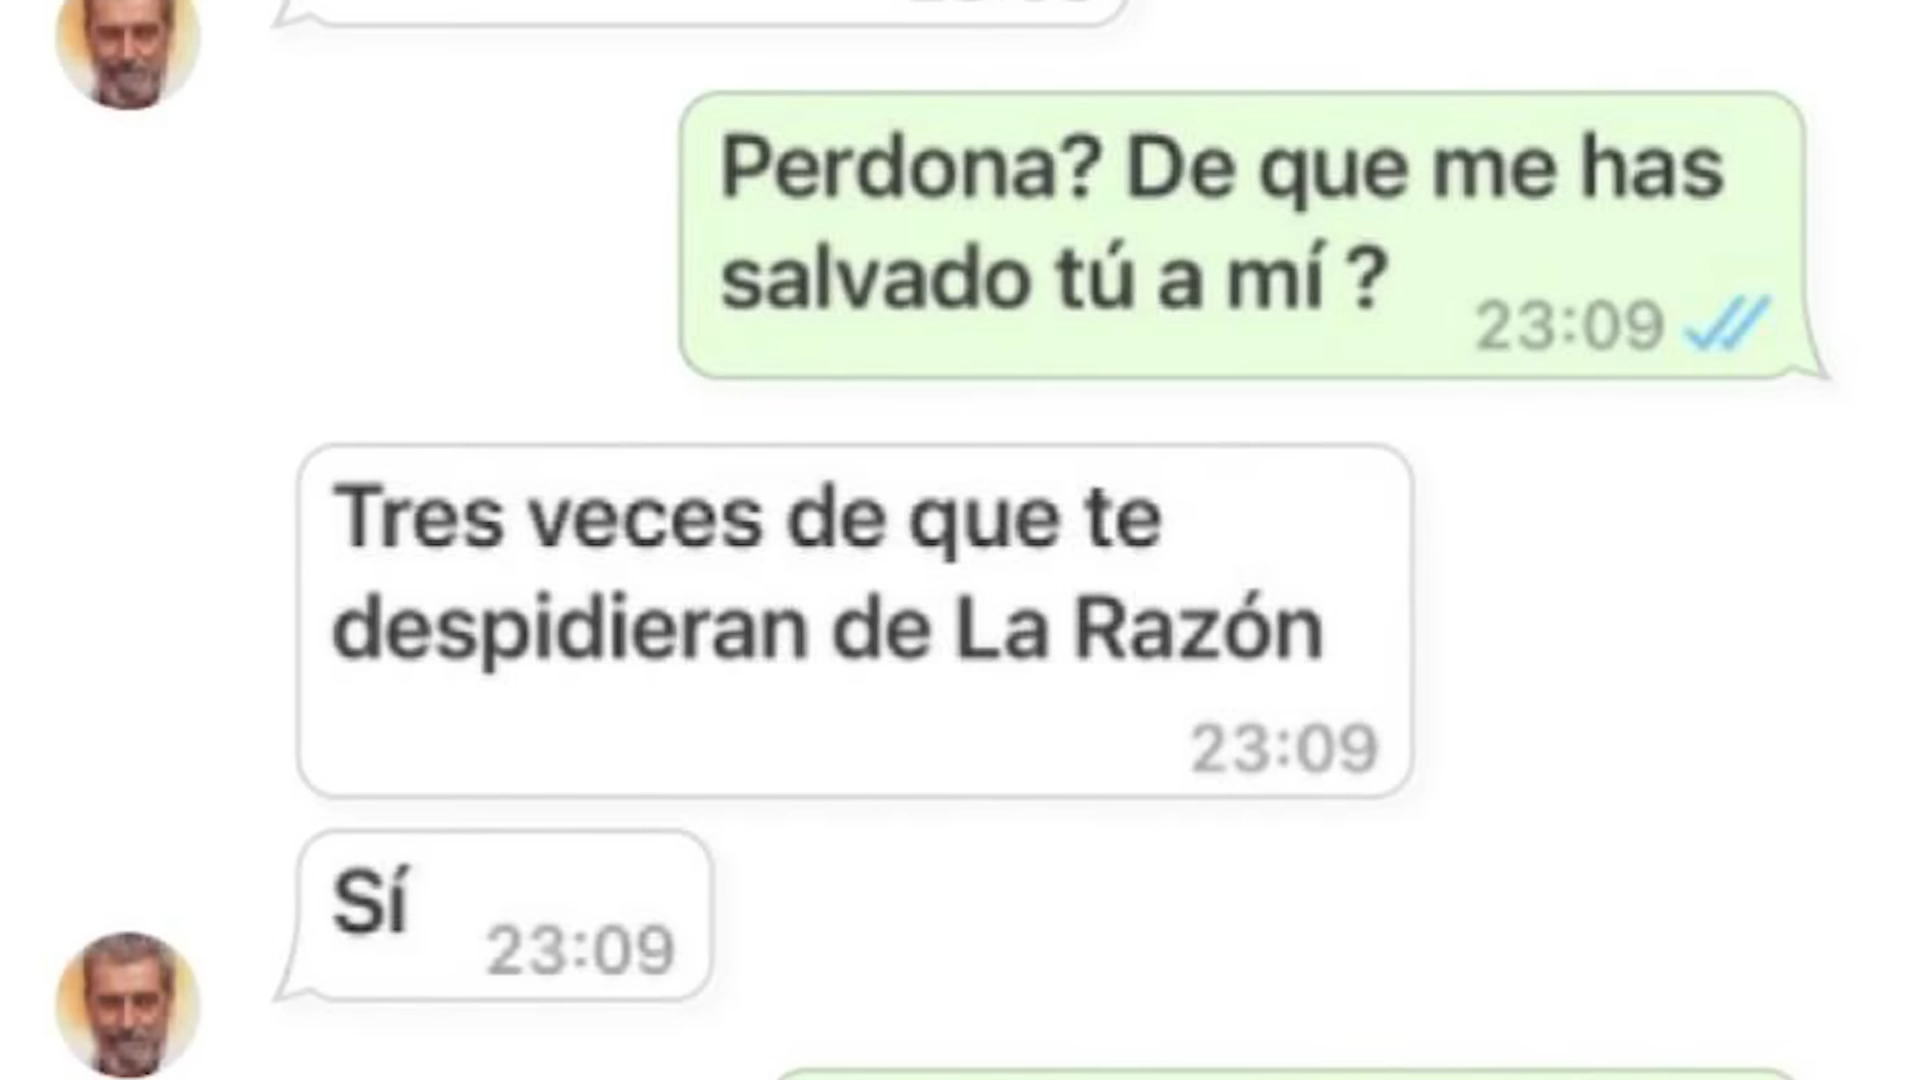 Perdona? De que me has
salvado tú a mí ?
23:09
Tres veces de que te
despidieran de La Razón
23:09
Sí
23:09